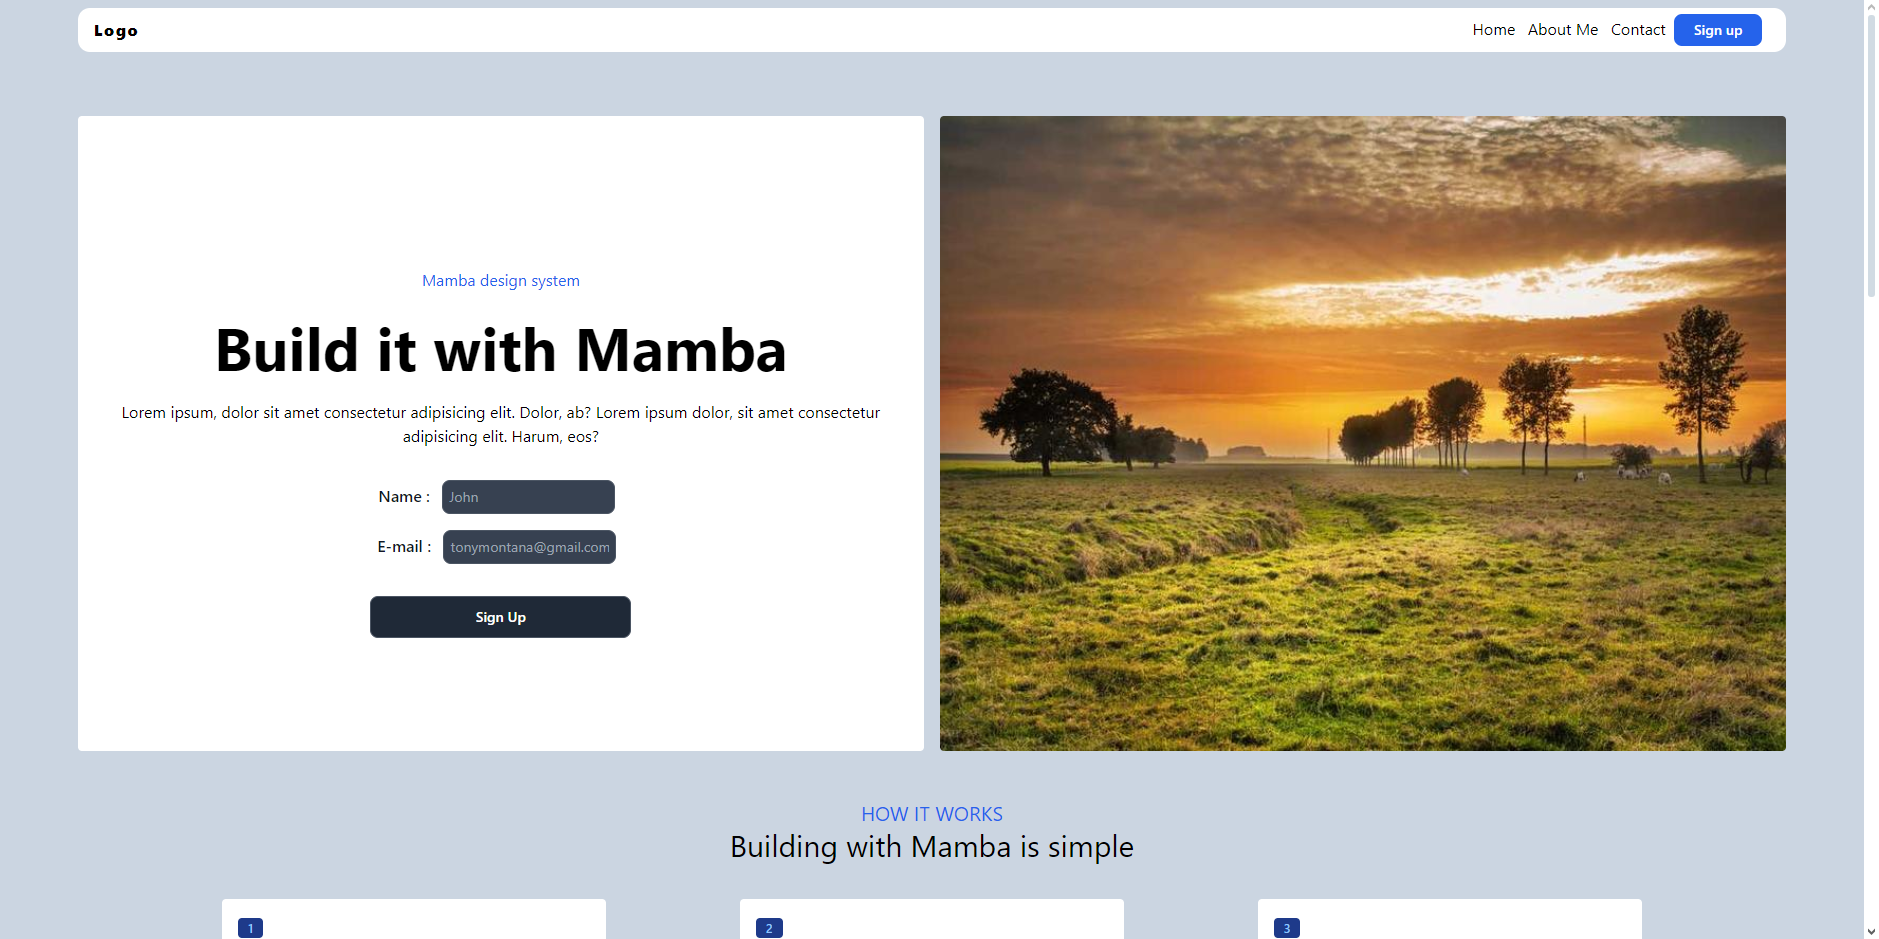 Logo
Home About Me Contact Sign up
Mamba design system
Build it with Mamba
Lorem ipsum, dolor sit amet consectetur adipisicing elit. Dolor, ab? Lorem ipsum dolor, sit amet consectetur
adipisicing elit. Harum, eos?
Name : John
E-mail : tonymontana@gmail.com
Sign Up
HOW IT WORKS
Building with Mamba is simple
1 2 3